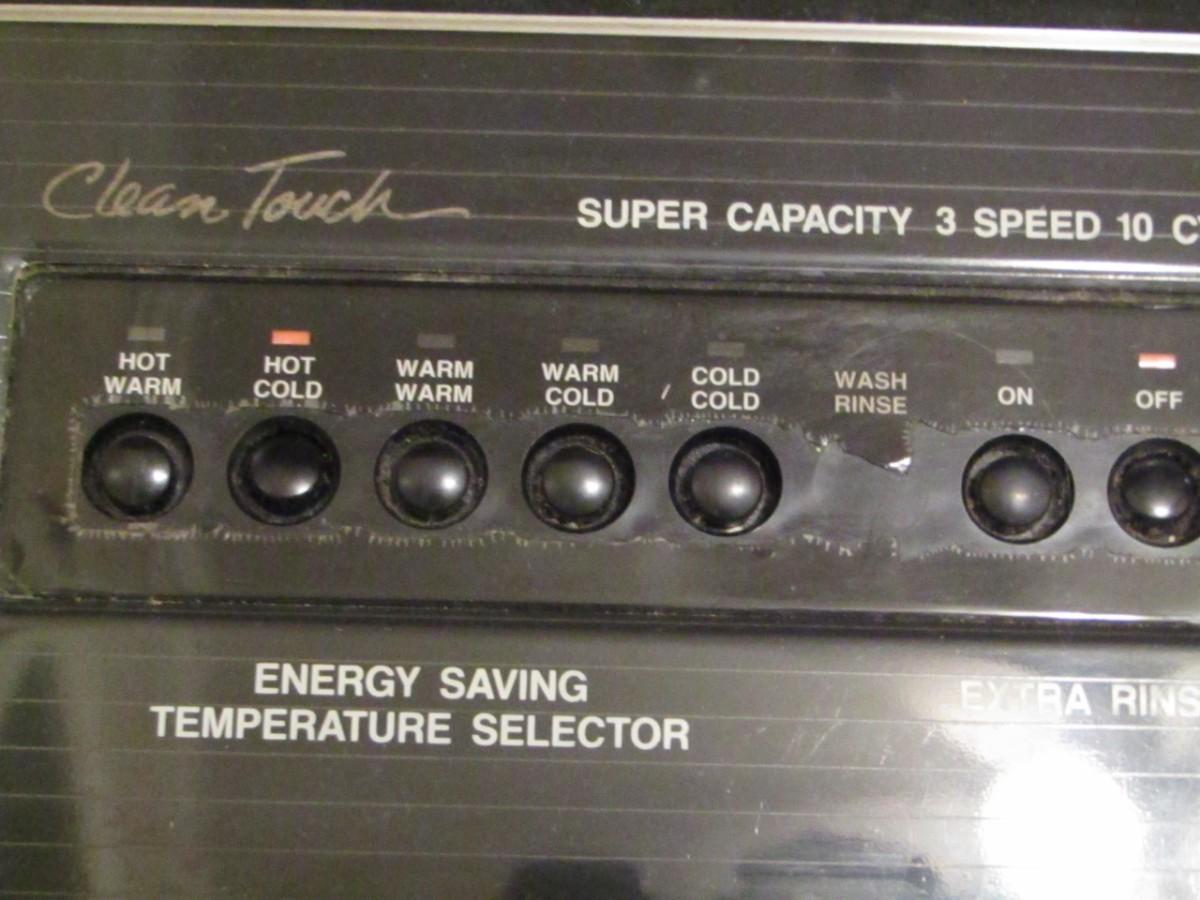 Clean Touch
SUPER CAPACITY 3 SPEED 10
HOT WARM
HOT COLD
WARM WARM
WARM COLD
COLD COLD
WASH RINSE
ON
OFF
ENERGY SAVING
TEMPERATURE SELECTOR
EXTRA RINS